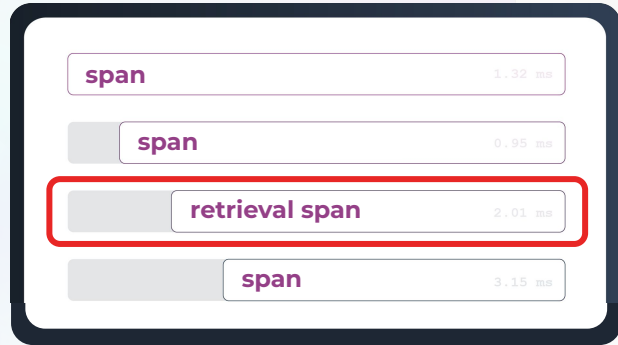 span 1.32 ms
span 0.95 ms
retrieval span 2.01 ms
span 3.15 ms